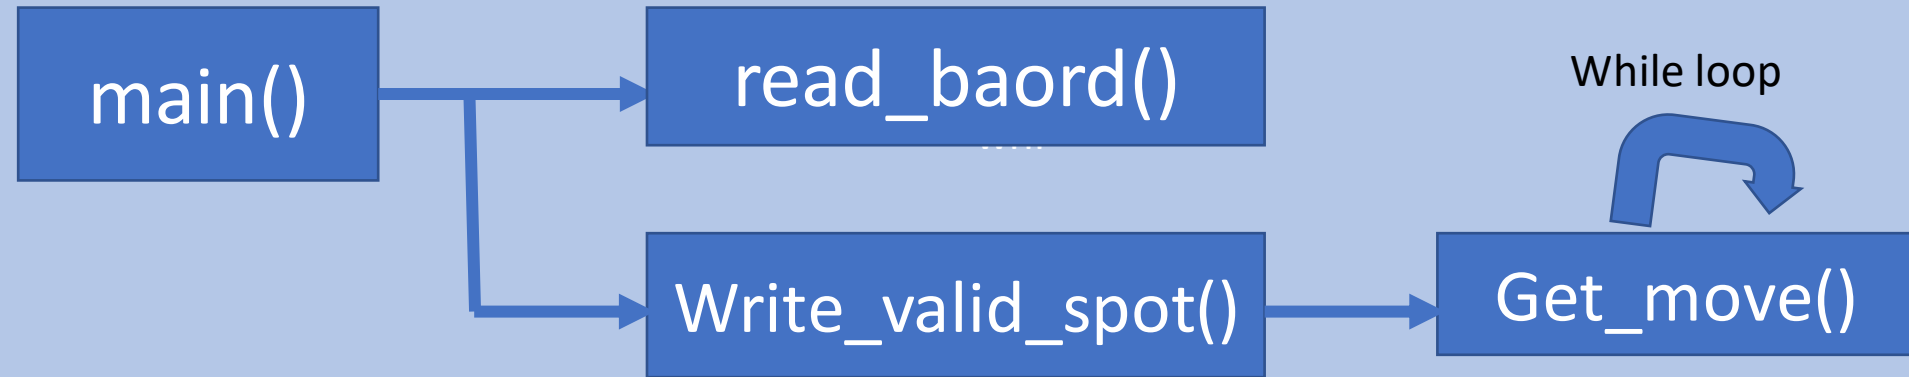 main()
read_baord()
While loop
Write_valid_spot()
Get_move()